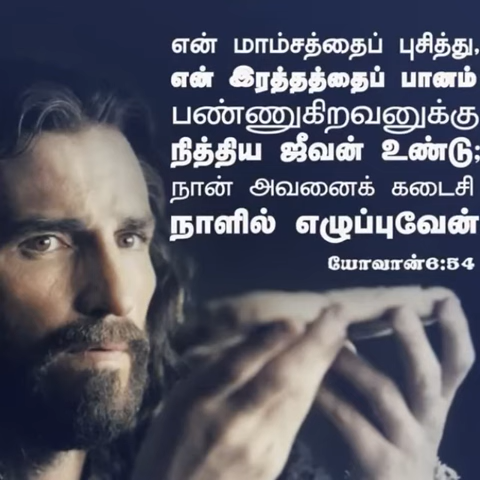 என் மாம்சத்தைப் புசித்து,
என் இரத்தத்தைப் பானம்
பண்ணுகிறவனுக்கு
நித்திய ஜீவன் உண்டு;
நான் அவனைக் கடைசி
நாளில் எழுப்புவேன்
யோவான்6:54